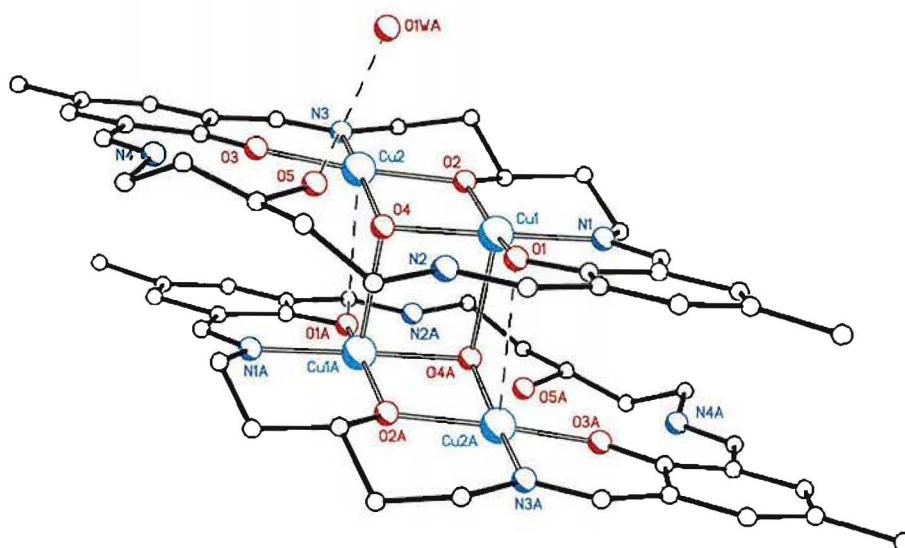 O1WA
N3
N4
O3
Cu2
O2
O5
O4
Cu1
N1
O1
N2
O1A
N2A
N1A
Cu1A
O4A
O5A
N4A
O2A
Cu2A
O3A
N3A